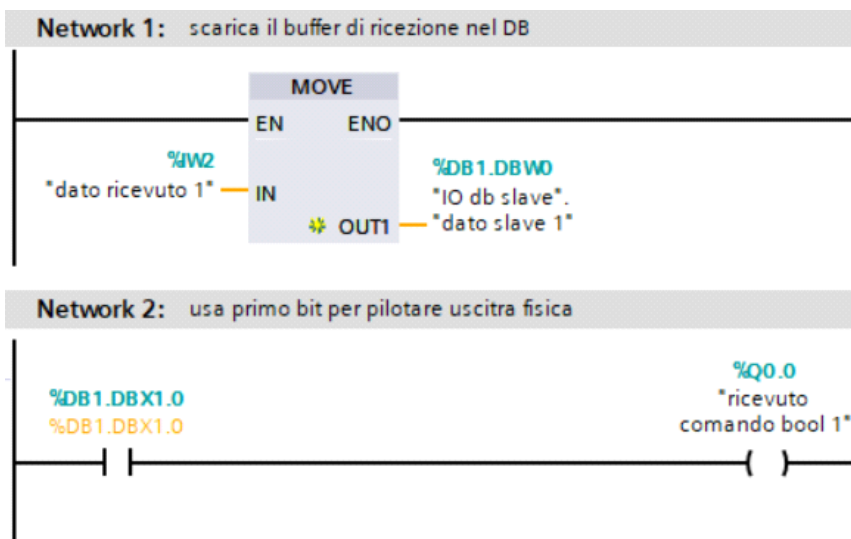 Network 1: scarica il buffer di ricezione nel DB
MOVE
EN ENO
%IW2
"dato ricevuto 1"
IN
%DB1.DBW0
"IO db slave".
"dato slave 1"
OUT1
Network 2: usa primo bit per pilotare uscitra fisica
%DB1.DBX1.0
%DB1.DBX1.0
%Q0.0
"ricevuto
comando bool 1"